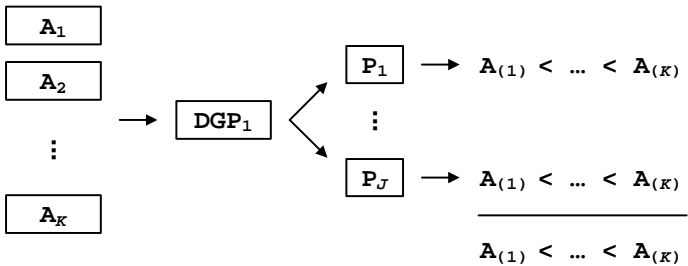 A₁
A₂
⋮
A_K
DGP₁
P₁
⋮
P_J
A₍₁₎ < … < A₍K₎
A₍₁₎ < … < A₍K₎
A₍₁₎ < … < A₍K₎